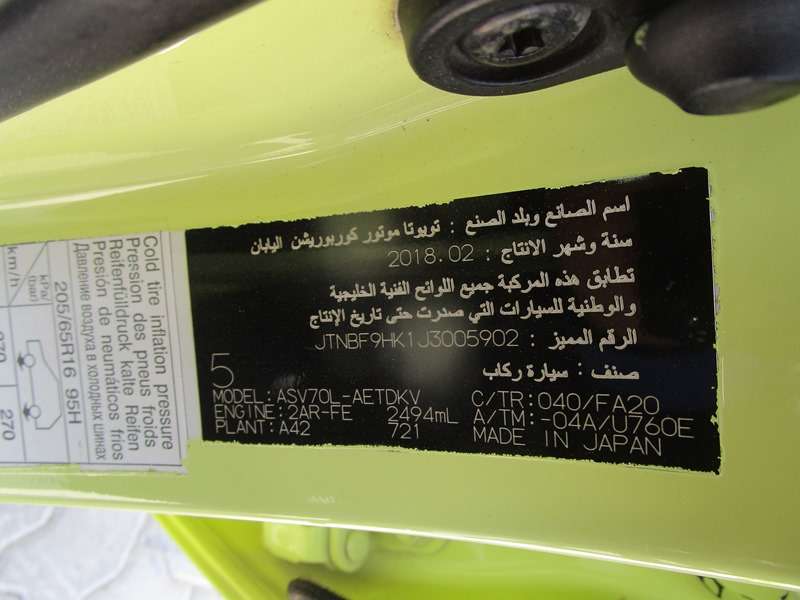 اسم الصانع وبلد الصنع : تويوتا موتور كوربوريشن اليابان
سنة وشهر الانتاج : 2018.02
تطابق هذه المركبة جميع اللوائح الفنية الخليجية
والوطنية للسيارات التي صدرت حتى تاريخ الإنتاج
الرقم المميز : JTNBF9HK1J3005902
صنف : سيارة ركاب
5
MODEL: ASV70L-AETDKV C/TR: 040/FA20
ENGINE: 2AR-FE 2494mL A/TM: -04A/U760E
PLANT: A42 721 MADE IN JAPAN
Cold tire inflation pressure
Pression des pneus froids
Reifenfülldruck kalte Reifen
Presión de neumáticos fríos
Давление воздуха в холодных шинах
205/65R16 95H
kPa
(bar)
km/h
270